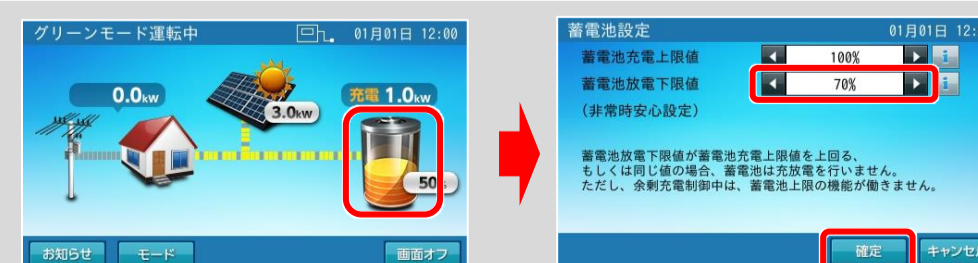 グリーンモード運転中
01月01日 12:00
0.0kw
3.0kw
充電 1.0kw
50%
お知らせ
モード
画面オフ
蓄電池設定
01月01日 12:
蓄電池充電上限値
100%
i
蓄電池放電下限値
70%
i
(非常時安心設定)
蓄電池放電下限値が蓄電池充電上限値を上回る、
もしくは同じ値の場合、蓄電池は充放電を行いません。
ただし、余剰充電制御中は、蓄電池上限の機能が働きません。
確定
キャンセ